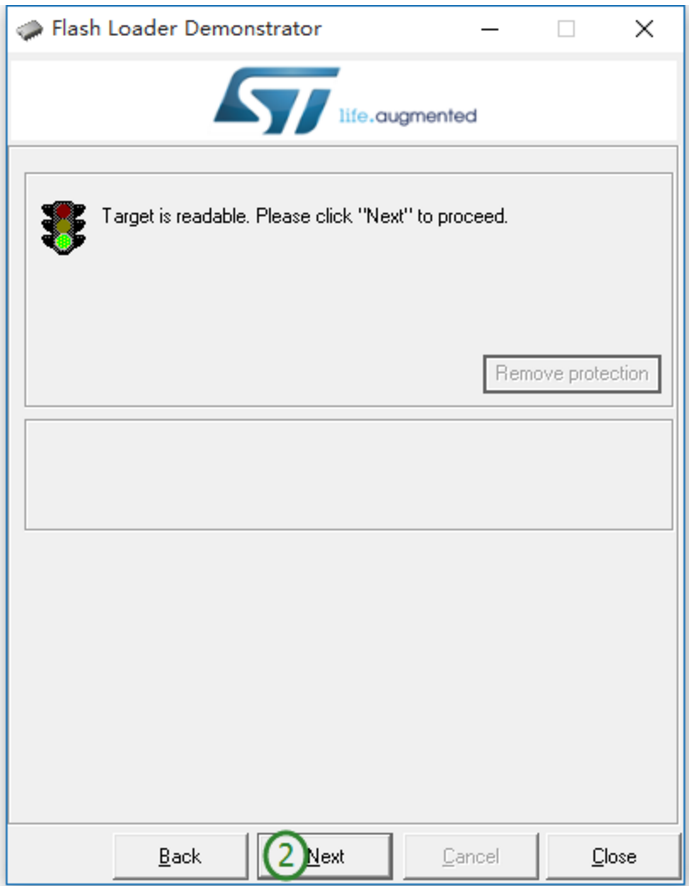 Flash Loader Demonstrator
ST life.augmented
Target is readable. Please click "Next" to proceed.
Remove protection
Back 2 Next Cancel Close